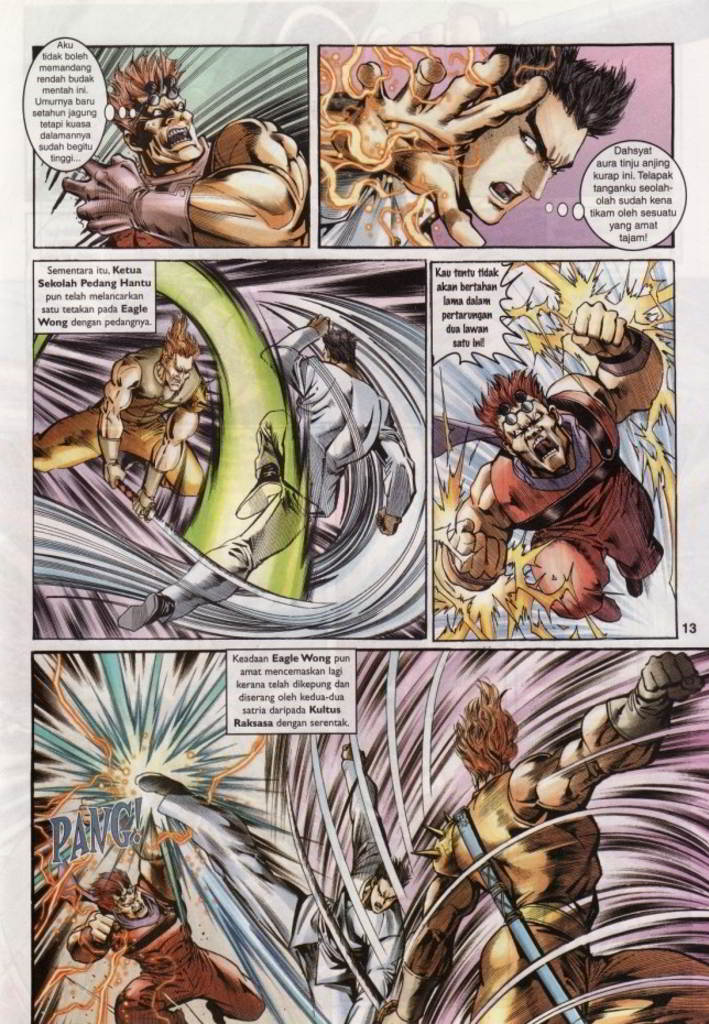 Aku
tidak boleh
memandang
rendah budak
mentah ini.
Umurnya baru
setahun jagung
tetapi kuasa
dalamannya
sudah begitu
tinggi...
Dahsyat
aura tinju anjing
kurap ini. Telapak
tanganku seolah-
olah sudah kena
tikam oleh sesuatu
yang amat
tajam!
Sementara itu, Ketua
Sekolah Pedang Hantu
pun telah melancarkan
satu tetakan pada Eagle
Wong dengan pedangnya.
Kau tentu tidak
akan bertahan
lama dalam
pertarungan
dua lawan
satu ini!
13
Keadaan Eagle Wong pun
amat mencemaskan lagi
kerana telah dikepung dan
diserang oleh kedua-dua
satria daripada Kultus
Raksasa dengan serentak.
PANG!